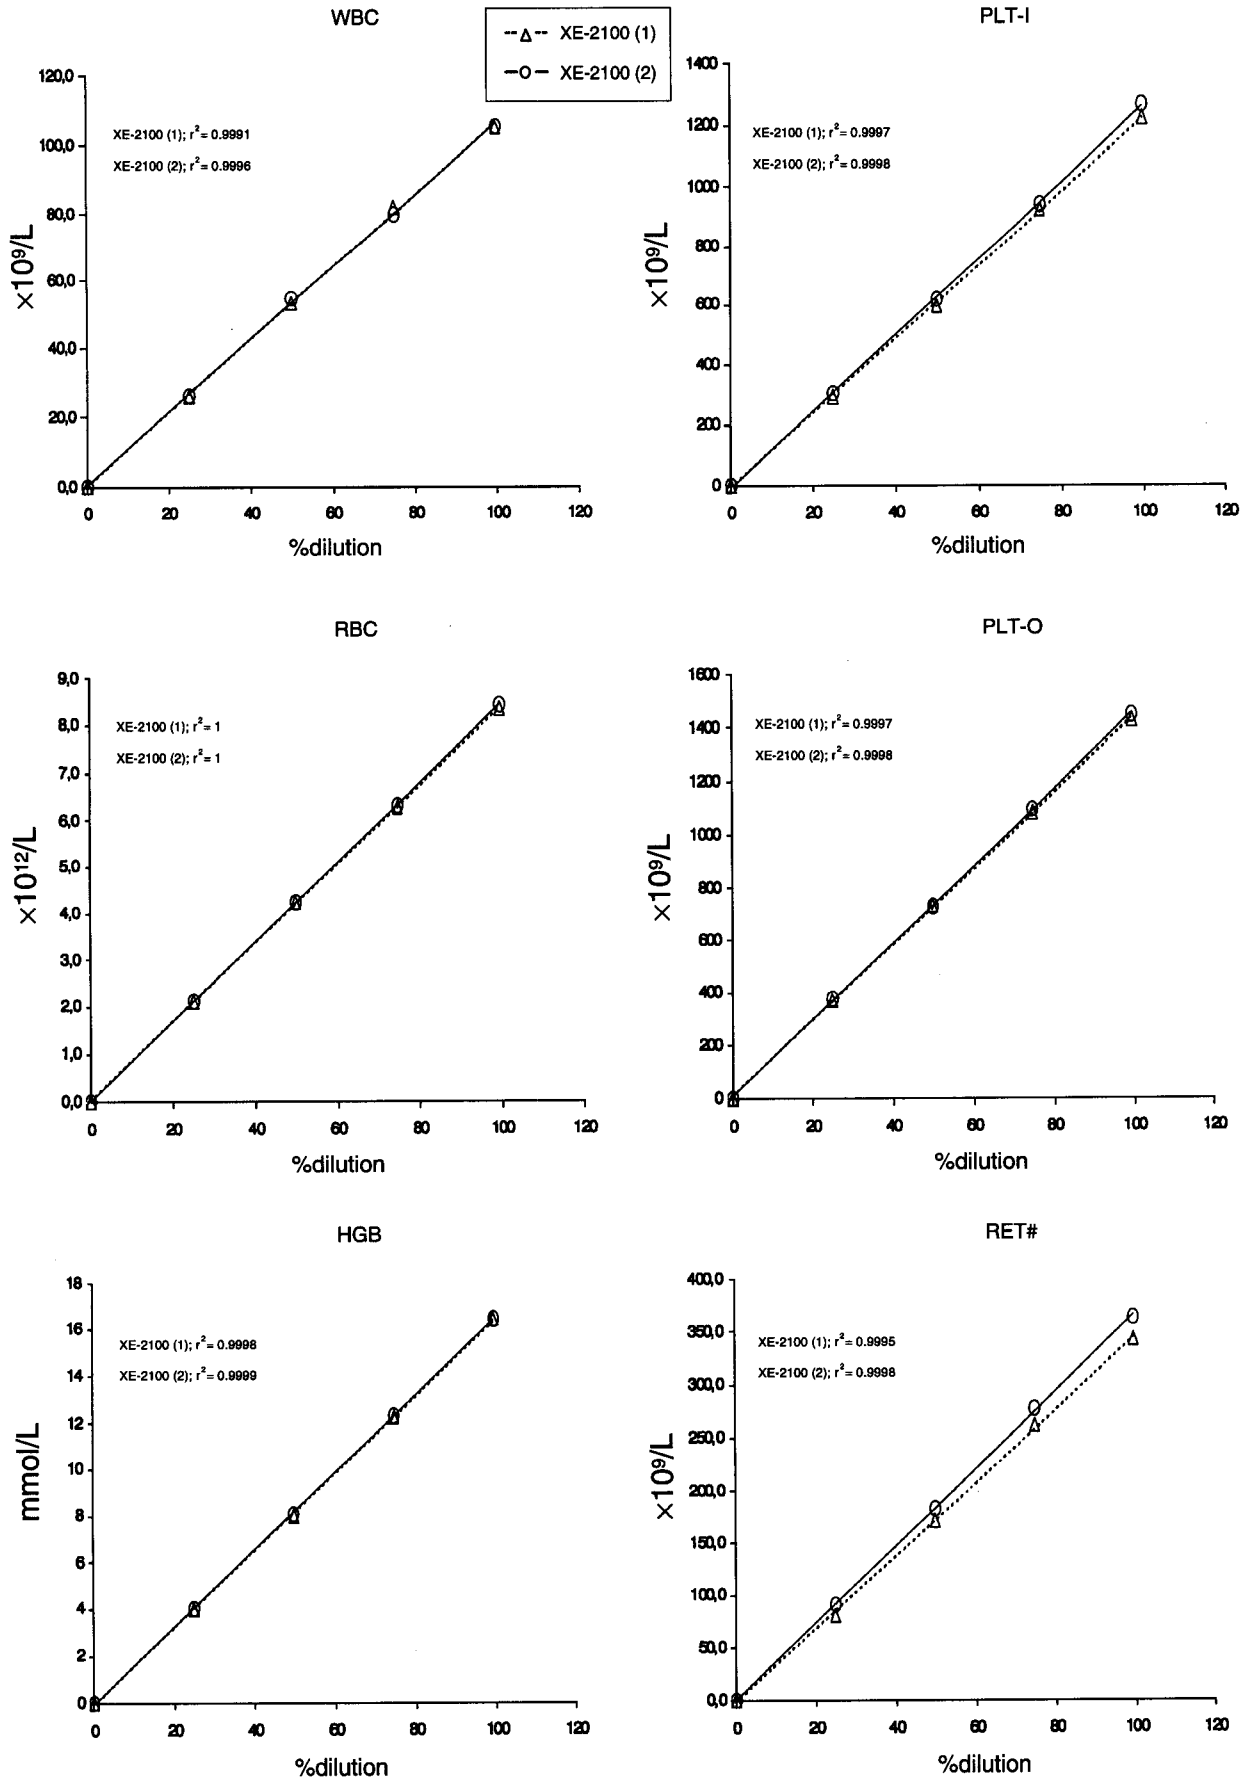 WBC
--△-- XE-2100 (1)
—O— XE-2100 (2)
120,0
100,0
80,0
60,0
40,0
20,0
0,0
×10⁹/L
XE-2100 (1); r² = 0.9991
XE-2100 (2); r² = 0.9996
0 20 40 60 80 100 120
%dilution
PLT-I
1400
1200
1000
800
600
400
200
0
×10⁹/L
XE-2100 (1); r² = 0.9997
XE-2100 (2); r² = 0.9998
0 20 40 60 80 100 120
%dilution
RBC
9,0
8,0
7,0
6,0
5,0
4,0
3,0
2,0
1,0
0,0
×10¹²/L
XE-2100 (1); r² = 1
XE-2100 (2); r² = 1
0 20 40 60 80 100 120
%dilution
PLT-O
1600
1400
1200
1000
800
600
400
200
0
×10⁹/L
XE-2100 (1); r² = 0.9997
XE-2100 (2); r² = 0.9998
0 20 40 60 80 100 120
%dilution
HGB
18
16
14
12
10
8
6
4
2
0
mmol/L
XE-2100 (1); r² = 0.9998
XE-2100 (2); r² = 0.9999
0 20 40 60 80 100 120
%dilution
RET#
400,0
350,0
300,0
250,0
200,0
150,0
100,0
50,0
0,0
×10⁹/L
XE-2100 (1); r² = 0.9995
XE-2100 (2); r² = 0.9998
0 20 40 60 80 100 120
%dilution